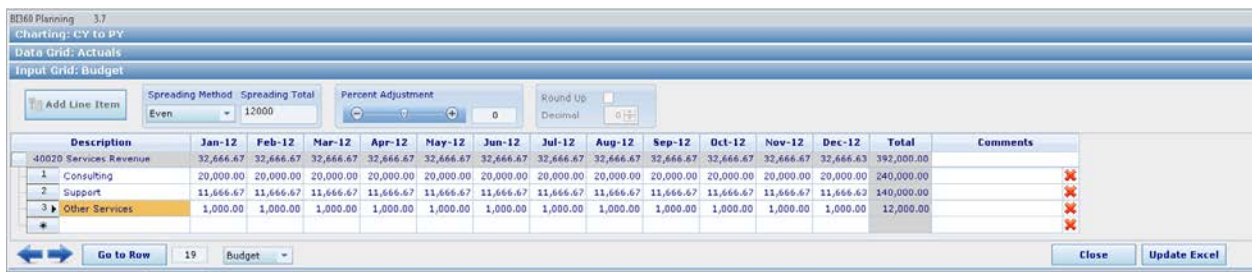 BI360 Planning 3.7
Charting: CY to PY
Data Grid: Actuals
Input Grid: Budget
Add Line Item
Spreading Method Spreading Total
Even 12000
Percent Adjustment
0
Round Up
Decimal 0
Description Jan-12 Feb-12 Mar-12 Apr-12 May-12 Jun-12 Jul-12 Aug-12 Sep-12 Oct-12 Nov-12 Dec-12 Total Comments
40020 Services Revenue 32,666.67 32,666.67 32,666.67 32,666.67 32,666.67 32,666.67 32,666.67 32,666.67 32,666.67 32,666.67 32,666.67 32,666.63 392,000.00
1 Consulting 20,000.00 20,000.00 20,000.00 20,000.00 20,000.00 20,000.00 20,000.00 20,000.00 20,000.00 20,000.00 20,000.00 20,000.00 240,000.00
2 Support 11,666.67 11,666.67 11,666.67 11,666.67 11,666.67 11,666.67 11,666.67 11,666.67 11,666.67 11,666.67 11,666.67 11,666.63 140,000.00
3 Other Services 1,000.00 1,000.00 1,000.00 1,000.00 1,000.00 1,000.00 1,000.00 1,000.00 1,000.00 1,000.00 1,000.00 1,000.00 12,000.00
Go to Row 19 Budget Close Update Excel